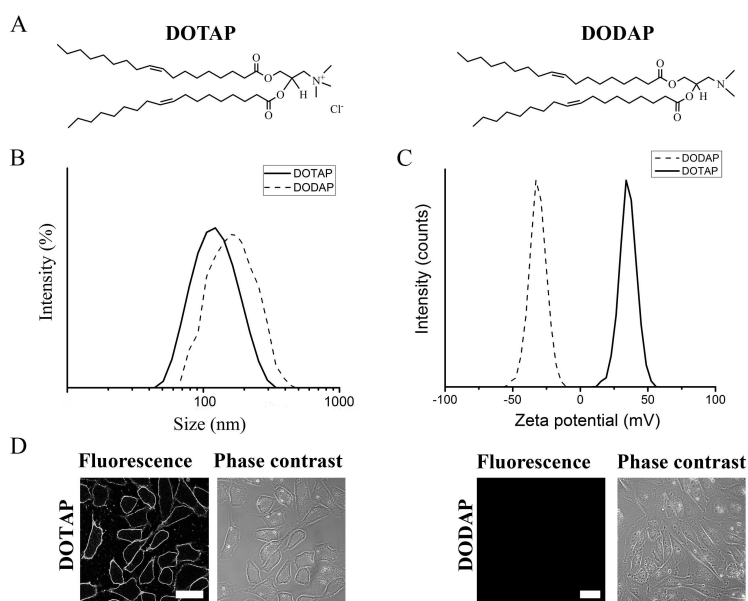 A
DOTAP
DODAP
O
O
O
O
N+
H
Cl-
O
O
O
O
N
H
B
DOTAP
DODAP
Intensity (%)
100
1000
Size (nm)
C
DODAP
DOTAP
Intensity (counts)
-100
-50
0
50
100
Zeta potential (mV)
D
Fluorescence
Phase contrast
DOTAP
Fluorescence
Phase contrast
DODAP